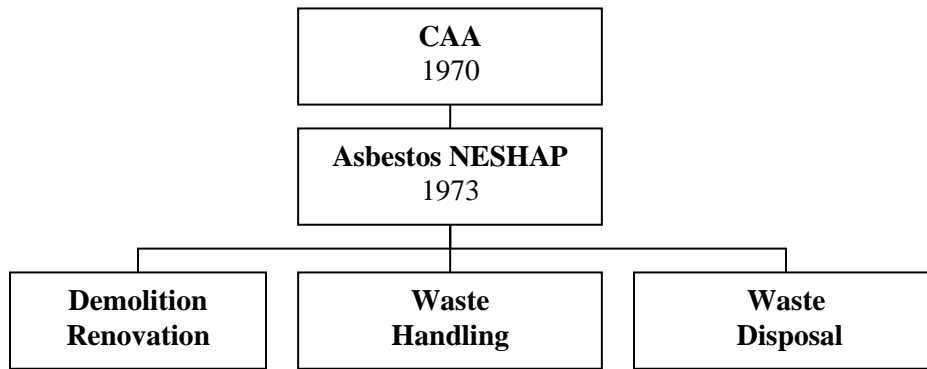 CAA
1970
Asbestos NESHAP
1973
Demolition
Renovation
Waste
Handling
Waste
Disposal